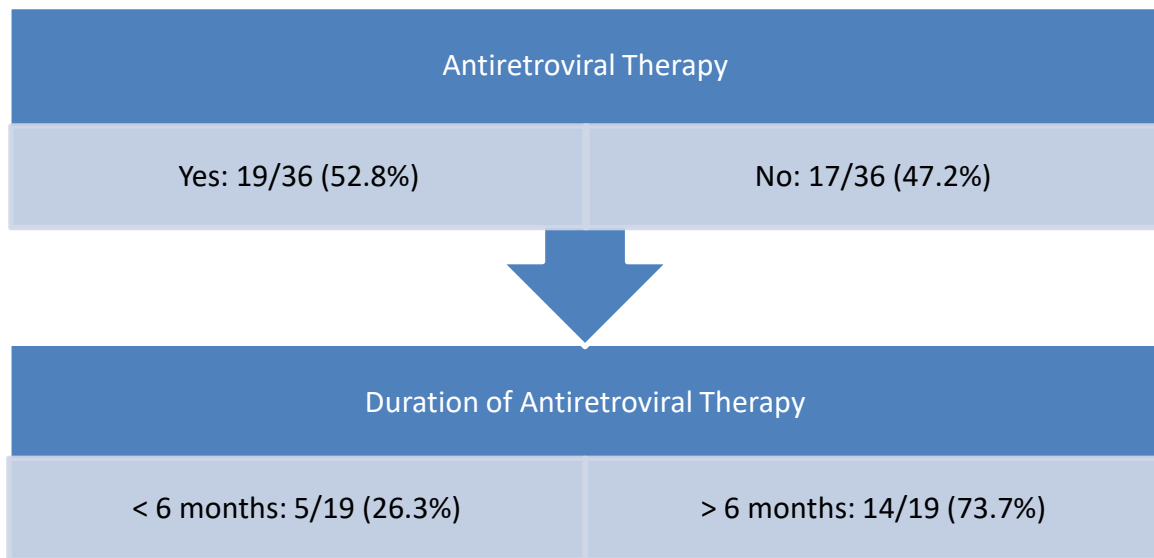 Antiretroviral Therapy
Yes: 19/36 (52.8%)
No: 17/36 (47.2%)
Duration of Antiretroviral Therapy
< 6 months: 5/19 (26.3%)
> 6 months: 14/19 (73.7%)